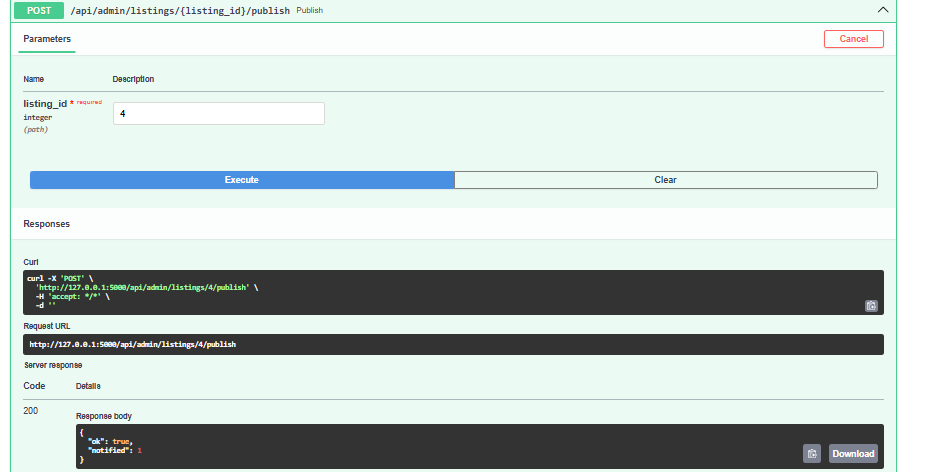 POST /api/admin/listings/{listing_id}/publish Publish
Parameters Cancel
Name Description
listing_id * required
integer
(path)
4
Execute Clear
Responses
Curl
curl -X 'POST' \
'http://127.0.0.1:5000/api/admin/listings/4/publish' \
-H 'accept: */*' \
-d ''
Request URL
http://127.0.0.1:5000/api/admin/listings/4/publish
Server response
Code Details
200
Response body
{
"ok": true,
"notified": 1
}
Download